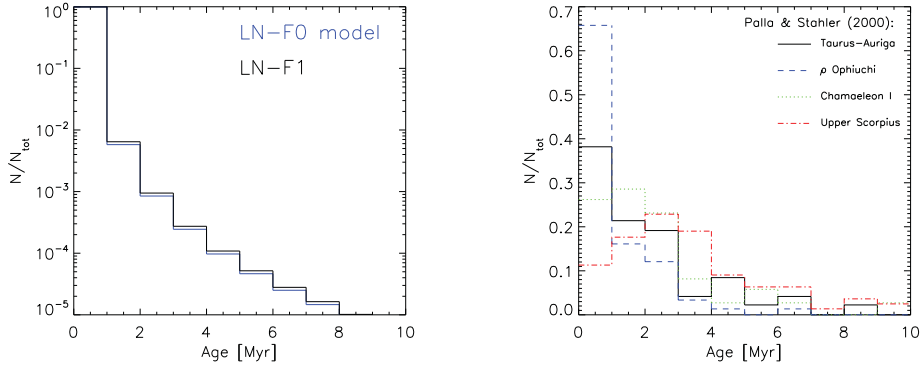 LN-F0 model
LN-F1
10^0
10^-1
10^-2
10^-3
10^-4
10^-5
N/N_tot
0 2 4 6 8 10
Age [Myr]
Palla & Stahler (2000):
Taurus-Auriga
ρ Ophiuchi
Chamaeleon I
Upper Scorpius
0.7
0.6
0.5
0.4
0.3
0.2
0.1
0.0
N/N_tot
0 2 4 6 8 10
Age [Myr]